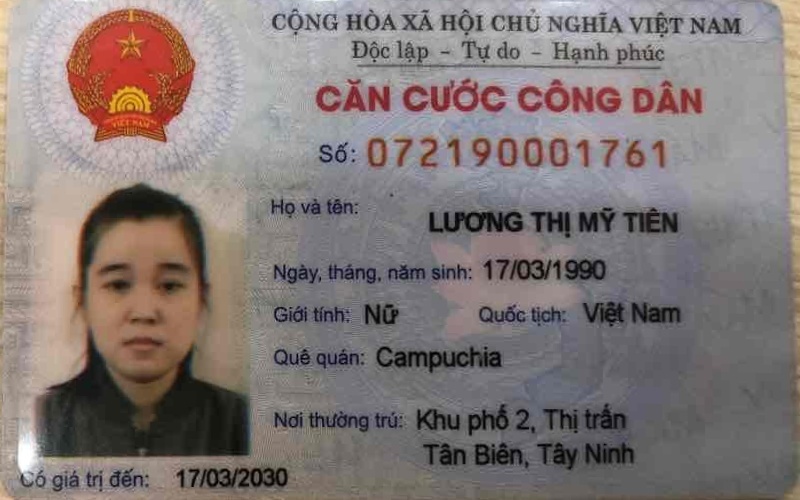 CỘNG HÒA XÃ HỘI CHỦ NGHĨA VIỆT NAM
Độc lập - Tự do - Hạnh phúc
CĂN CƯỚC CÔNG DÂN
Số: 072190001761
Họ và tên:
LƯƠNG THỊ MỸ TIÊN
Ngày, tháng, năm sinh: 17/03/1990
Giới tính: Nữ Quốc tịch: Việt Nam
Quê quán: Campuchia
Nơi thường trú: Khu phố 2, Thị trấn
Tân Biên, Tây Ninh
Có giá trị đến: 17/03/2030
VIỆT NAM